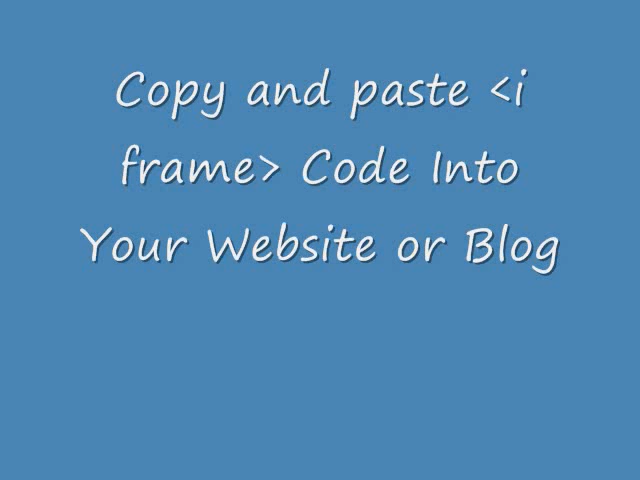 Copy and paste <i
frame> Code Into
Your Website or Blog